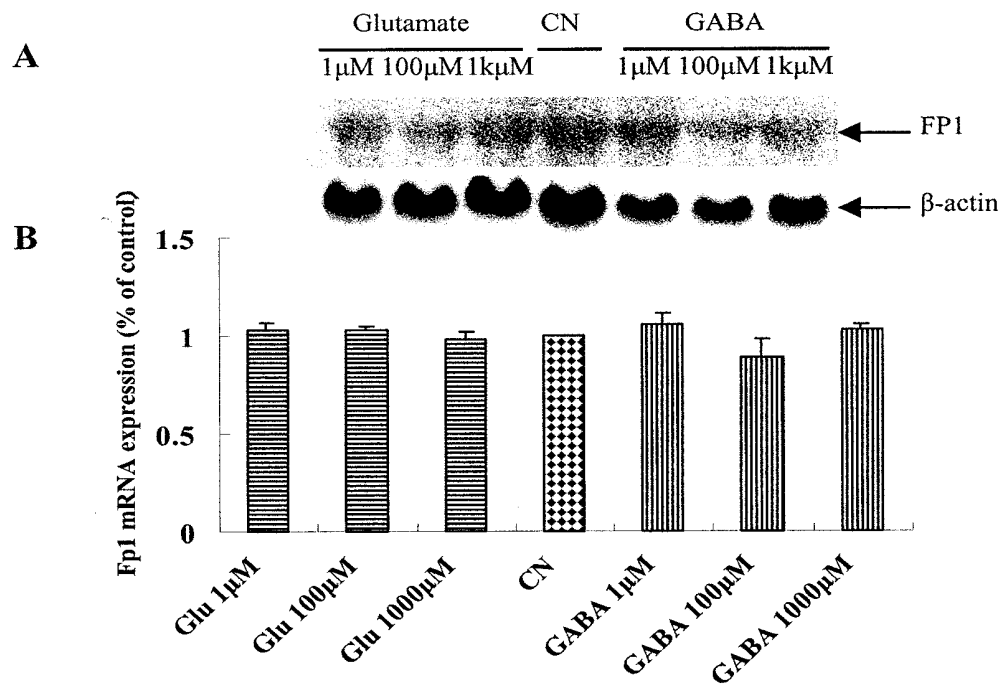 Glutamate CN GABA
A
1μM 100μM 1kμM 1μM 100μM 1kμM
FP1
β-actin
B
Fp1 mRNA expression (% of control)
1.5
1
0.5
0
Glu 1μM
Glu 100μM
Glu 1000μM
CN
GABA 1μM
GABA 100μM
GABA 1000μM